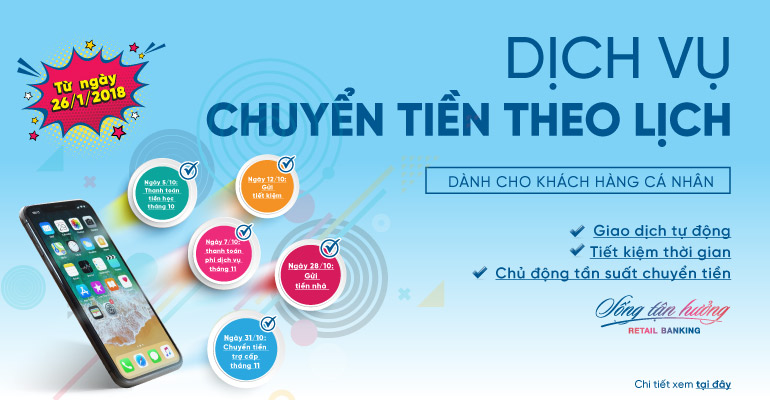 Từ ngày
26/1/2018
DỊCH VỤ
CHUYỂN TIỀN THEO LỊCH
DÀNH CHO KHÁCH HÀNG CÁ NHÂN
Ngày 5/10:
Thanh toán
tiền học
tháng 10
Ngày 12/10:
Gửi
tiết kiệm
Ngày 7/10:
thanh toán
phí dịch vụ
tháng 11
Ngày 28/10:
Gửi
tiền nhà
Ngày 31/10:
Chuyển tiền
trợ cấp
tháng 11
Giao dịch tự động
Tiết kiệm thời gian
Chủ động tần suất chuyển tiền
Sống tận hưởng
RETAIL BANKING
Chi tiết xem tại đây